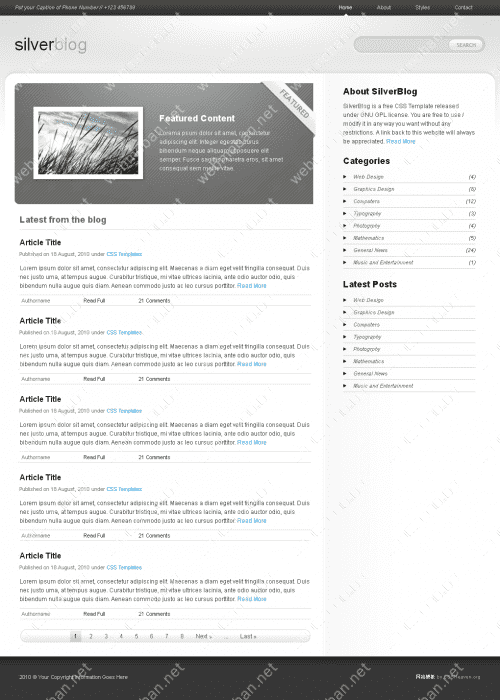 Put your Caption of Phone Number // +123 456789
Home
About
Styles
Contact
silverblog
SEARCH
FEATURED
Featured Content
Lorem ipsum dolor sit amet, consectetur
adipiscing elit. Integer egestas purus
bibendum neque aliquam ut posuere elit
semper. Fusce sagittis pharetra eros, sit amet
consequat sem mollis vitae.
Latest from the blog
Article Title
Published on 18 August, 2010 under CSS Templates
Lorem ipsum dolor sit amet, consectetur adipiscing elit. Maecenas a diam eget velit fringilla consequat. Duis
nec justo urna, at tempus augue. Curabitur tristique, mi vitae ultrices lacinia, ante odio auctor odio, quis
bibendum nulla augue quis diam. Aenean commodo justo ac leo cursus porttitor. Read More
Authorname
Read Full
21 Comments
Article Title
Published on 18 August, 2010 under CSS Templates
Lorem ipsum dolor sit amet, consectetur adipiscing elit. Maecenas a diam eget velit fringilla consequat. Duis
nec justo urna, at tempus augue. Curabitur tristique, mi vitae ultrices lacinia, ante odio auctor odio, quis
bibendum nulla augue quis diam. Aenean commodo justo ac leo cursus porttitor. Read More
Authorname
Read Full
21 Comments
Article Title
Published on 18 August, 2010 under CSS Templates
Lorem ipsum dolor sit amet, consectetur adipiscing elit. Maecenas a diam eget velit fringilla consequat. Duis
nec justo urna, at tempus augue. Curabitur tristique, mi vitae ultrices lacinia, ante odio auctor odio, quis
bibendum nulla augue quis diam. Aenean commodo justo ac leo cursus porttitor. Read More
Authorname
Read Full
21 Comments
Article Title
Published on 18 August, 2010 under CSS Templates
Lorem ipsum dolor sit amet, consectetur adipiscing elit. Maecenas a diam eget velit fringilla consequat. Duis
nec justo urna, at tempus augue. Curabitur tristique, mi vitae ultrices lacinia, ante odio auctor odio, quis
bibendum nulla augue quis diam. Aenean commodo justo ac leo cursus porttitor. Read More
Authorname
Read Full
21 Comments
Article Title
Published on 18 August, 2010 under CSS Templates
Lorem ipsum dolor sit amet, consectetur adipiscing elit. Maecenas a diam eget velit fringilla consequat. Duis
nec justo urna, at tempus augue. Curabitur tristique, mi vitae ultrices lacinia, ante odio auctor odio, quis
bibendum nulla augue quis diam. Aenean commodo justo ac leo cursus porttitor. Read More
Authorname
Read Full
21 Comments
1 2 3 4 5 6 7 8 Next » ... Last »
About SilverBlog
SilverBlog is a free CSS Template released
under GNU GPL license. You are free to use /
modify it in any way you want without any
restrictions. A link back to this website will always
be appreciated. Read More
Categories
Web Design (4)
Graphics Design (8)
Computers (12)
Typography (3)
Photogrphy (4)
Mathematics (5)
General News (24)
Music and Entertainment (1)
Latest Posts
Web Design
Graphics Design
Computers
Typography
Photogrphy
Mathematics
General News
Music and Entertainment
2010 © Your Copyright Information Goes Here